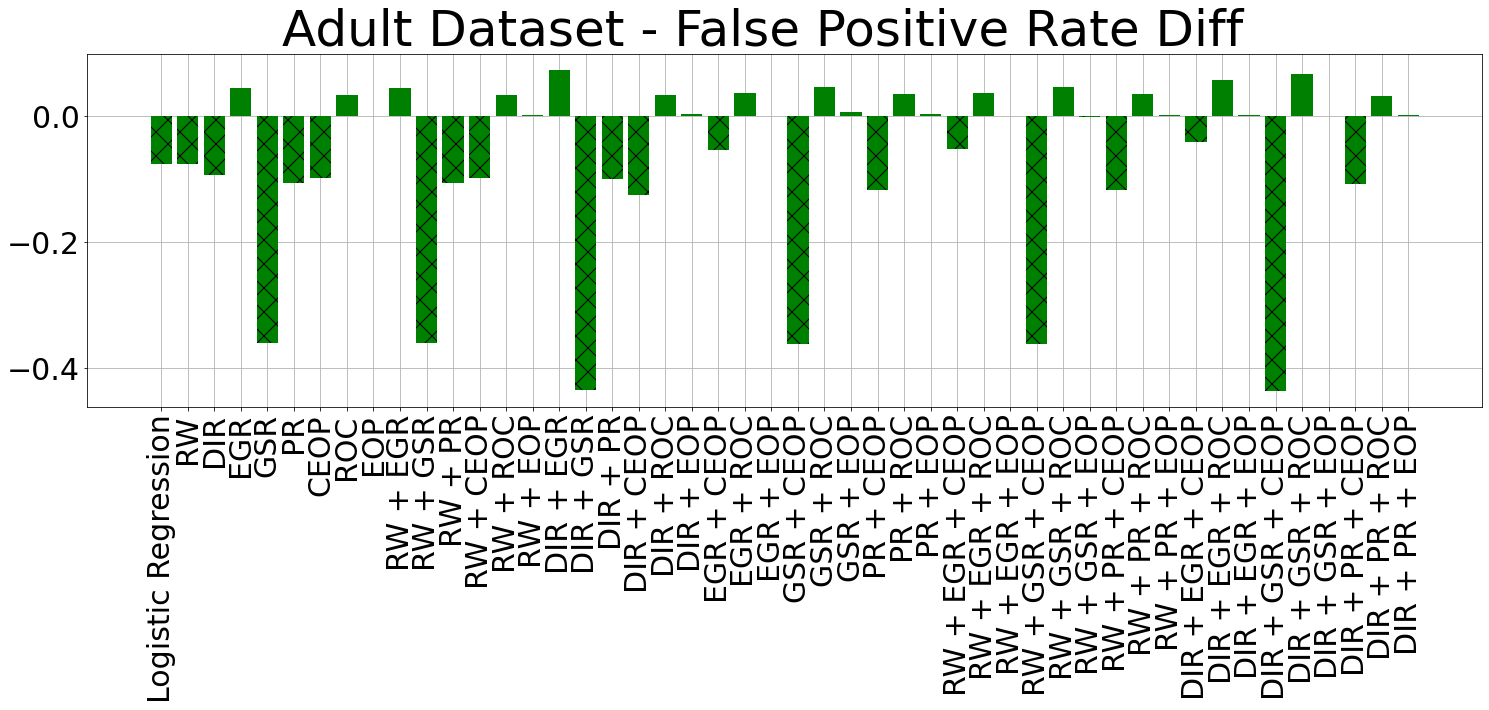 Adult Dataset - False Positive Rate Diff
0.0
−0.2
−0.4
Logistic Regression
RW
DIR
EGR
GSR
PR
CEOP
ROC
EOP
RW + EGR
RW + GSR
RW + PR
RW + CEOP
RW + ROC
RW + EOP
DIR + EGR
DIR + GSR
DIR + PR
DIR + CEOP
DIR + ROC
DIR + EOP
EGR + CEOP
EGR + ROC
EGR + EOP
GSR + CEOP
GSR + ROC
GSR + EOP
PR + CEOP
PR + ROC
PR + EOP
RW + EGR + CEOP
RW + EGR + ROC
RW + EGR + EOP
RW + GSR + CEOP
RW + GSR + ROC
RW + GSR + EOP
RW + PR + CEOP
RW + PR + ROC
RW + PR + EOP
DIR + EGR + CEOP
DIR + EGR + ROC
DIR + EGR + EOP
DIR + GSR + CEOP
DIR + GSR + ROC
DIR + GSR + EOP
DIR + PR + CEOP
DIR + PR + ROC
DIR + PR + EOP